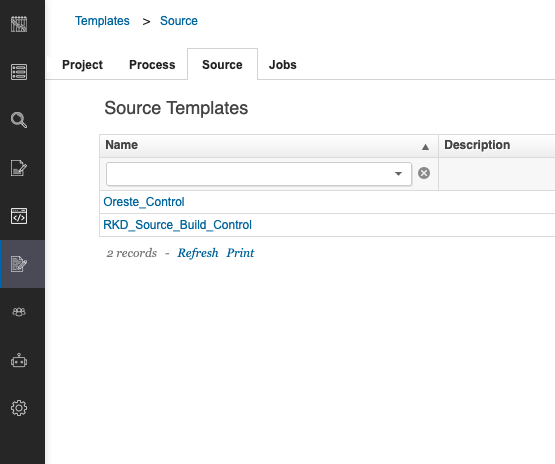 Templates > Source
Project Process Source Jobs
Source Templates
Name Description
Oreste_Control
RKD_Source_Build_Control
2 records - Refresh Print